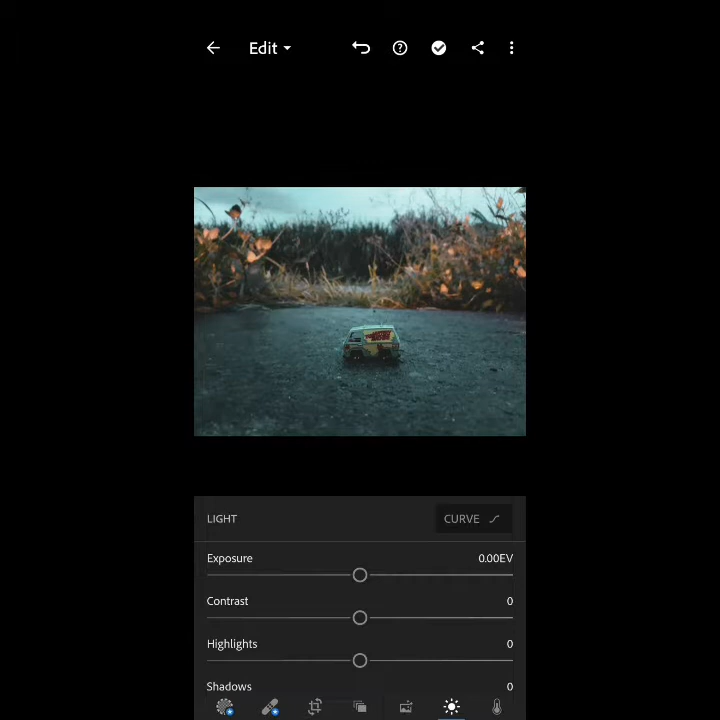 Edit
LIGHT
CURVE
Exposure 0.00EV
Contrast 0
Highlights 0
Shadows 0